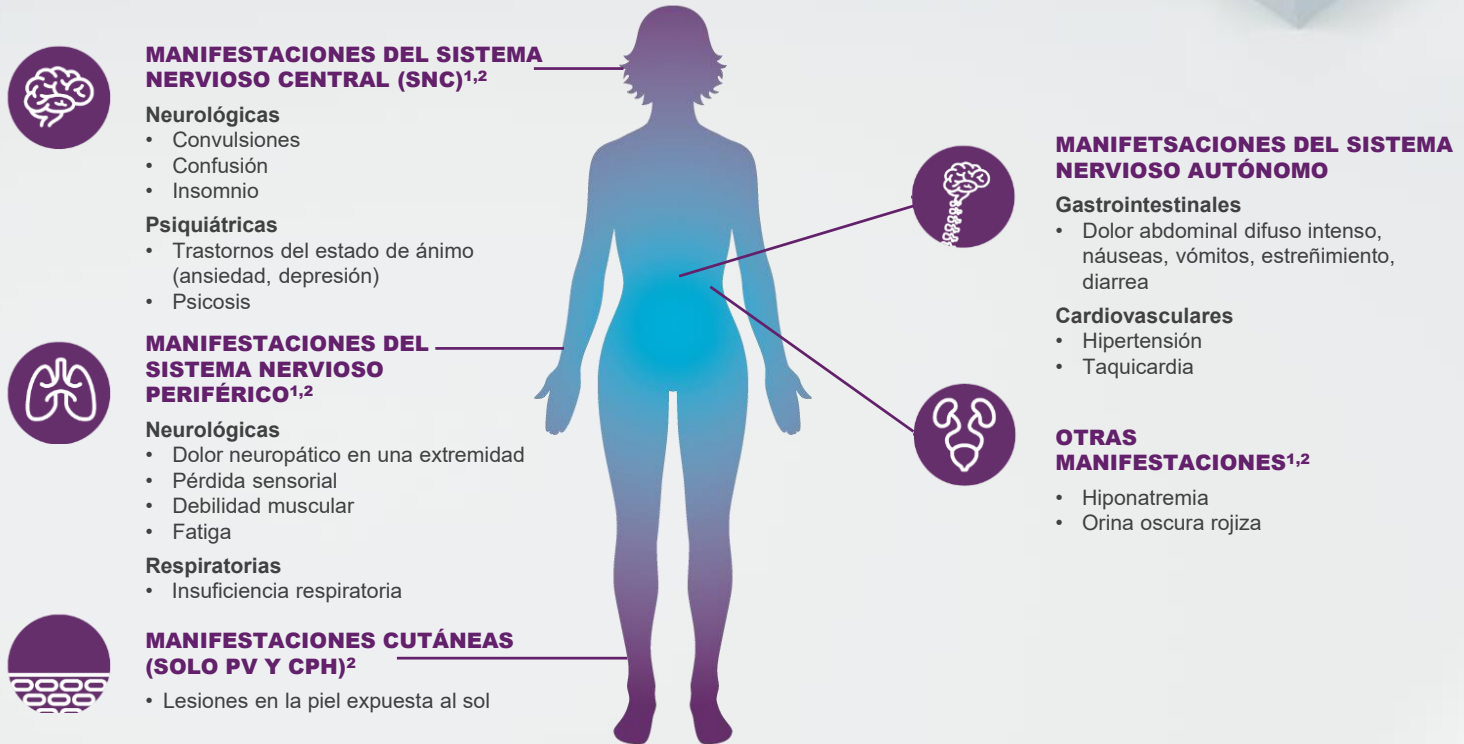 MANIFESTACIONES DEL SISTEMA
NERVIOSO CENTRAL (SNC)1,2
Neurológicas
• Convulsiones
• Confusión
• Insomnio
Psiquiátricas
• Trastornos del estado de ánimo
(ansiedad, depresión)
• Psicosis
MANIFESTACIONES DEL
SISTEMA NERVIOSO
PERIFÉRICO1,2
Neurológicas
• Dolor neuropático en una extremidad
• Pérdida sensorial
• Debilidad muscular
• Fatiga
Respiratorias
• Insuficiencia respiratoria
MANIFESTACIONES CUTÁNEAS
(SOLO PV Y CPH)2
• Lesiones en la piel expuesta al sol
MANIFETSACIONES DEL SISTEMA
NERVIOSO AUTÓNOMO
Gastrointestinales
• Dolor abdominal difuso intenso,
náuseas, vómitos, estreñimiento,
diarrea
Cardiovasculares
• Hipertensión
• Taquicardia
OTRAS
MANIFESTACIONES1,2
• Hiponatremia
• Orina oscura rojiza